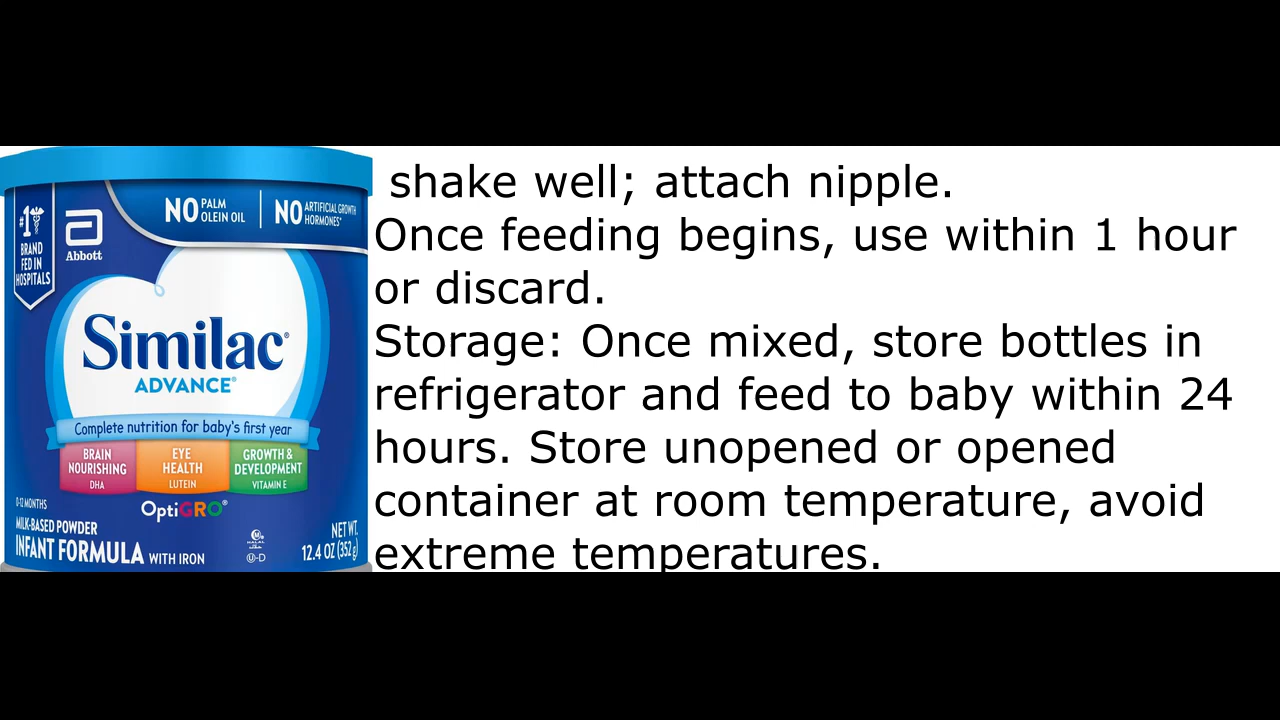 #1
BRAND
FED IN
HOSPITALS
Abbott
NO PALM OLEIN OIL
NO ARTIFICIAL GROWTH HORMONES*
Similac®
ADVANCE®
Complete nutrition for baby's first year
BRAIN NOURISHING
DHA
EYE HEALTH
LUTEIN
GROWTH & DEVELOPMENT
VITAMIN E
OptiGRO®
0-12 MONTHS
MILK-BASED POWDER
INFANT FORMULA WITH IRON
U-D
NET WT.
12.4 OZ (352 g)
shake well; attach nipple.
Once feeding begins, use within 1 hour
or discard.
Storage: Once mixed, store bottles in
refrigerator and feed to baby within 24
hours. Store unopened or opened
container at room temperature, avoid
extreme temperatures.